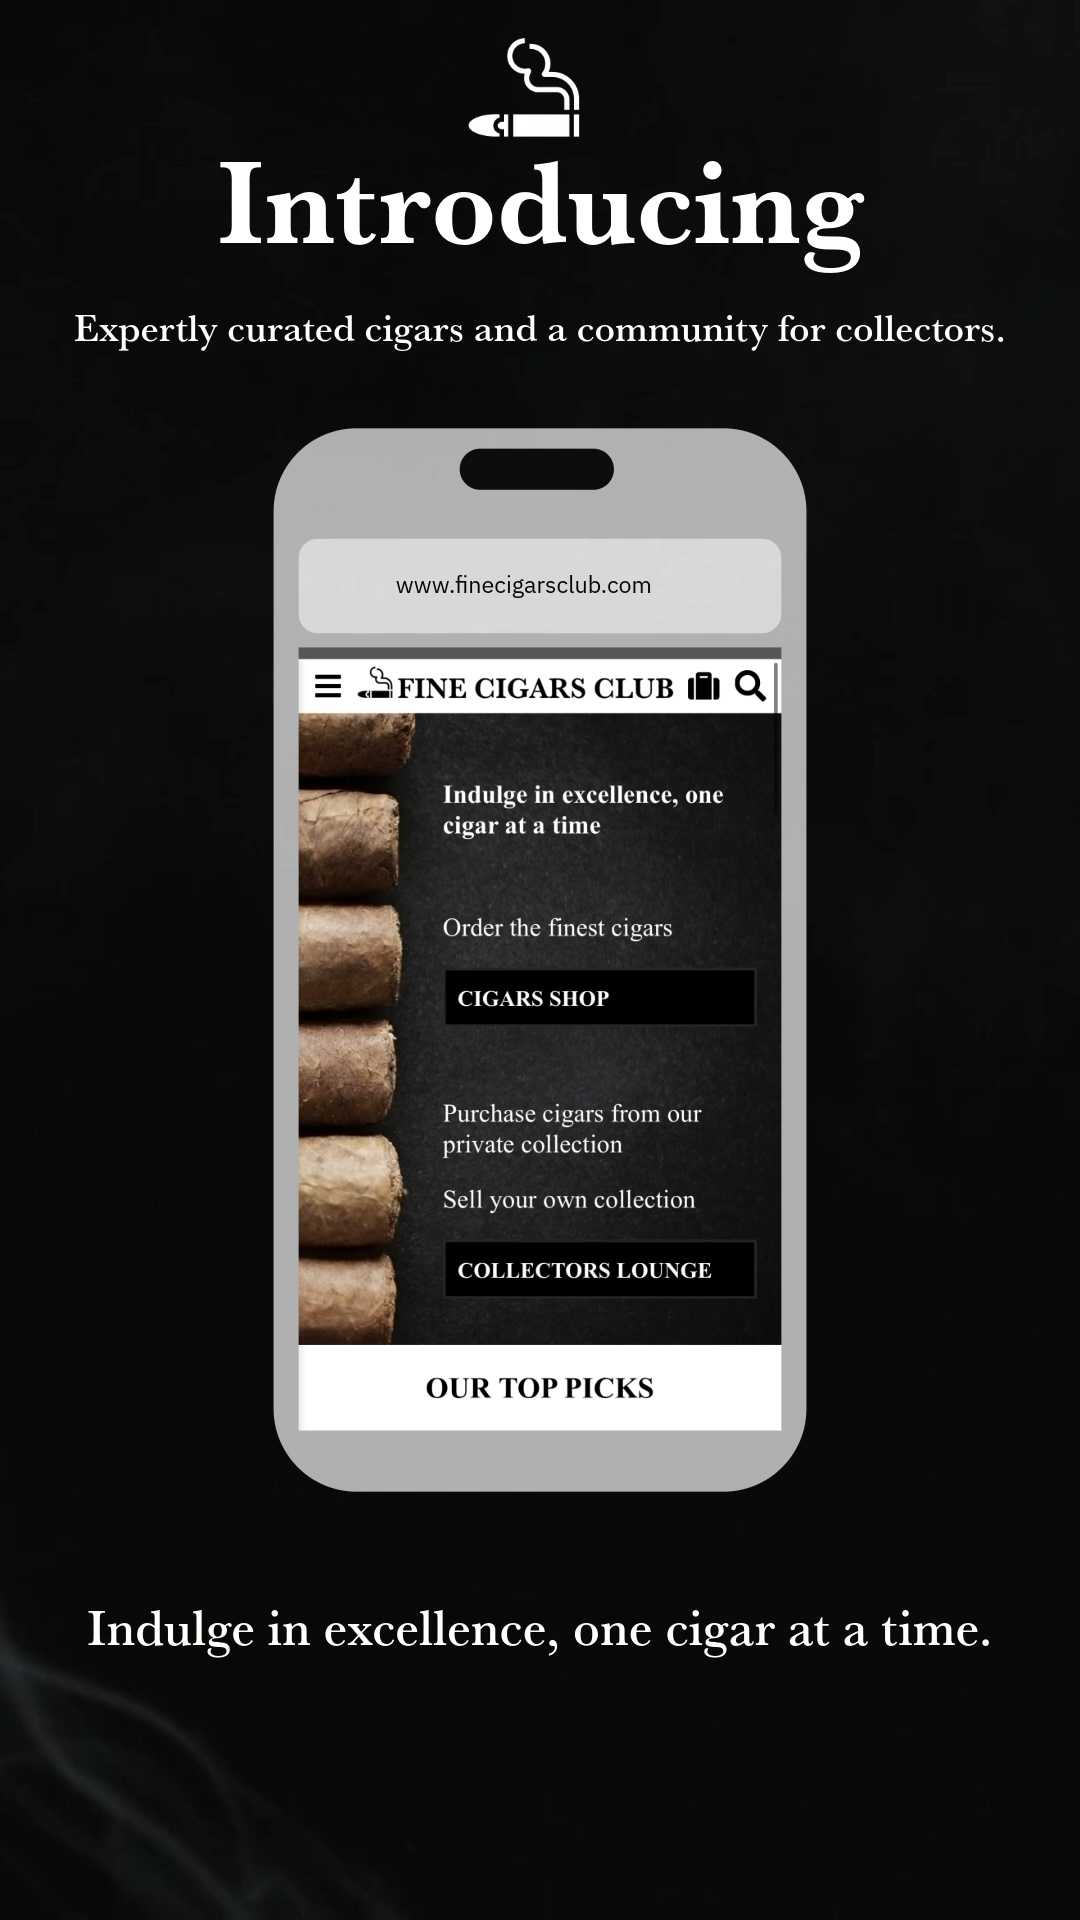 Introducing
Expertly curated cigars and a community for collectors.
www.finecigarsclub.com
FINE CIGARS CLUB
Indulge in excellence, one
cigar at a time
Order the finest cigars
CIGARS SHOP
Purchase cigars from our
private collection
Sell your own collection
COLLECTORS LOUNGE
OUR TOP PICKS
Indulge in excellence, one cigar at a time.